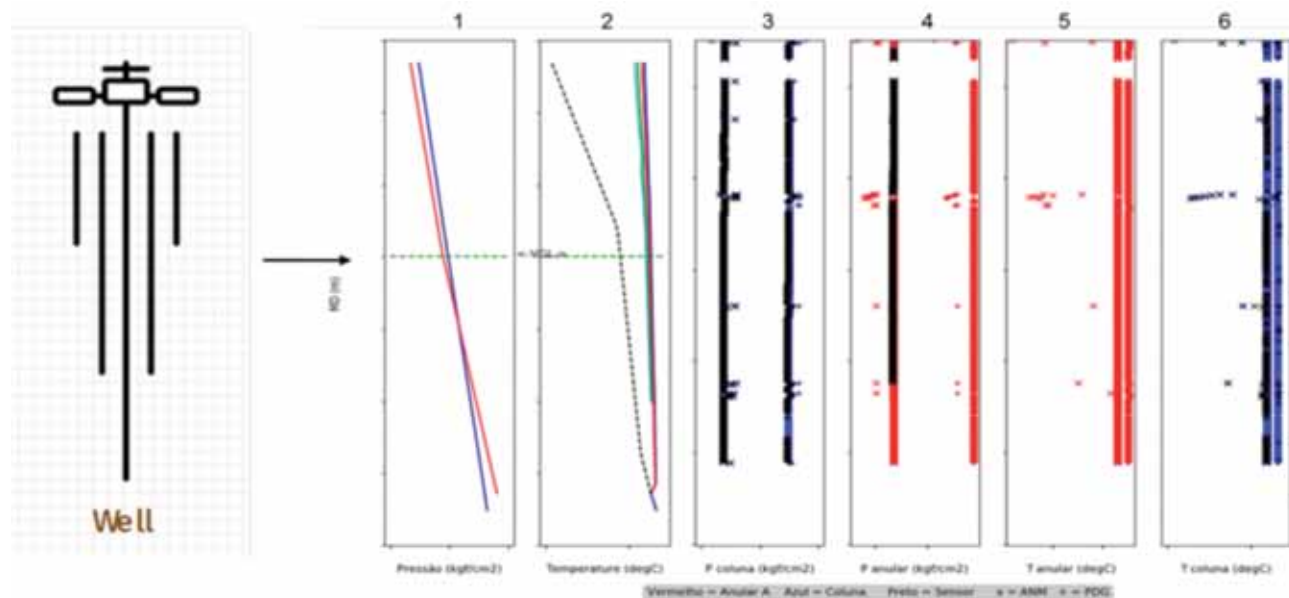 1 2 3 4 5 6
MD (m)
Well
Pressão (kgf/cm2) Temperature (degC) P coluna (kgf/cm2) P anular (kgf/cm2) T anular (degC) T coluna (degC)
Vermelho = Anular A Azul = Coluna Preto = Sensor x = ANM + = PDG